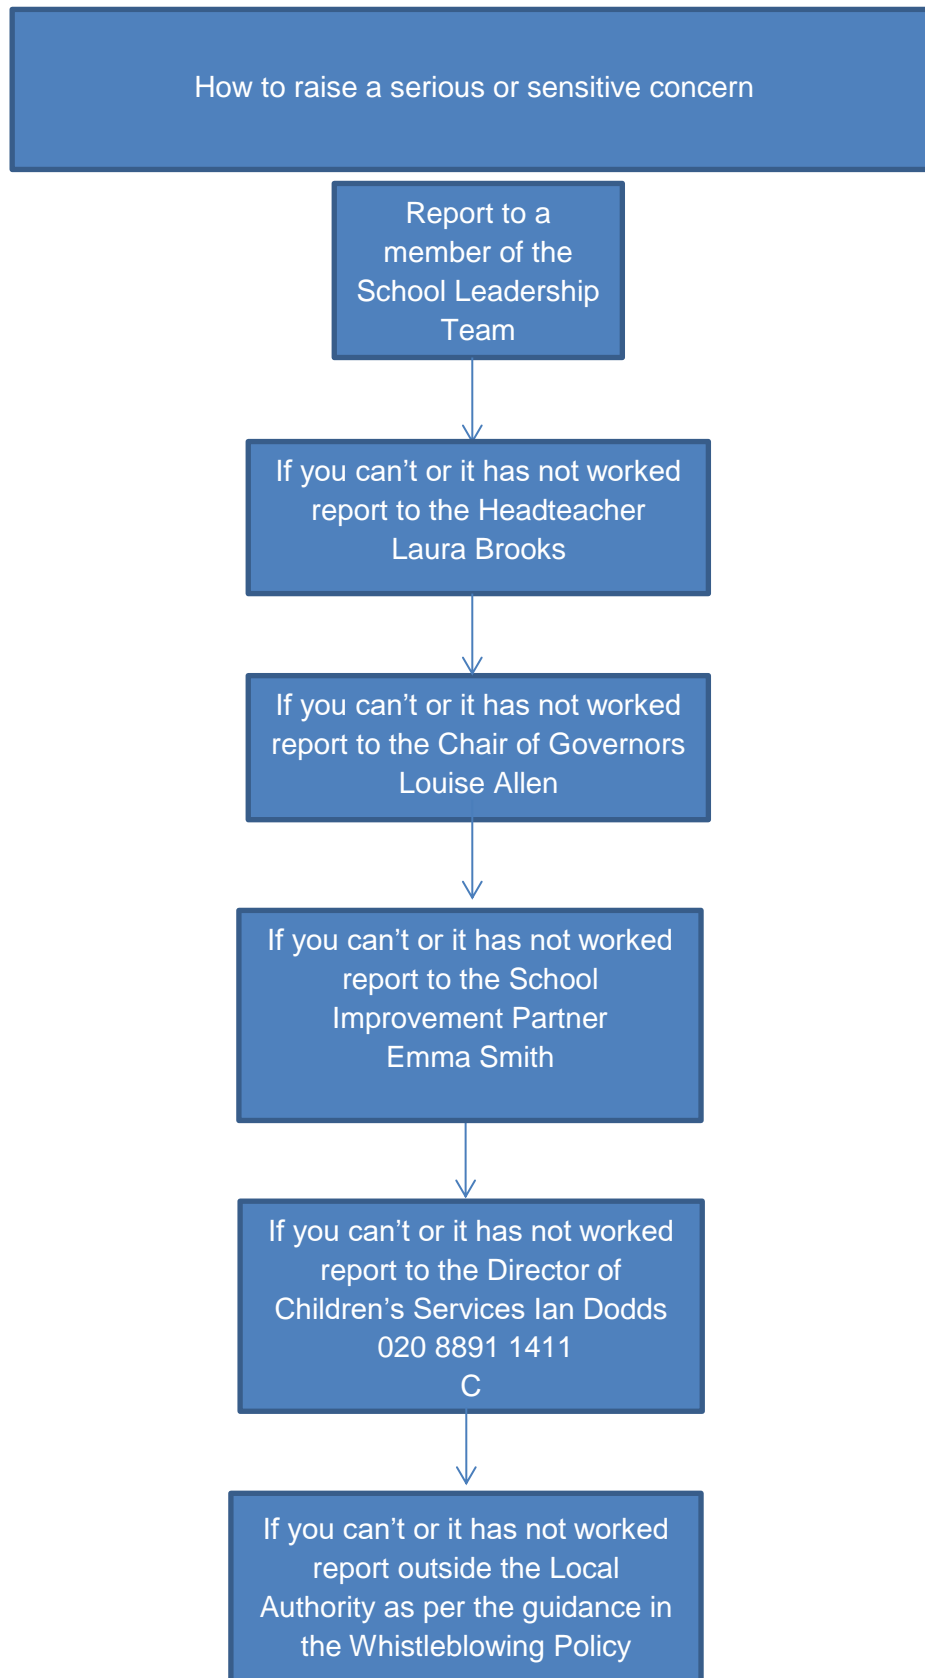 How to raise a serious or sensitive concern
Report to a
member of the
School Leadership
Team
If you can’t or it has not worked
report to the Headteacher
Laura Brooks
If you can’t or it has not worked
report to the Chair of Governors
Louise Allen
If you can’t or it has not worked
report to the School
Improvement Partner
Emma Smith
If you can’t or it has not worked
report to the Director of
Children’s Services Ian Dodds
020 8891 1411
C
If you can’t or it has not worked
report outside the Local
Authority as per the guidance in
the Whistleblowing Policy